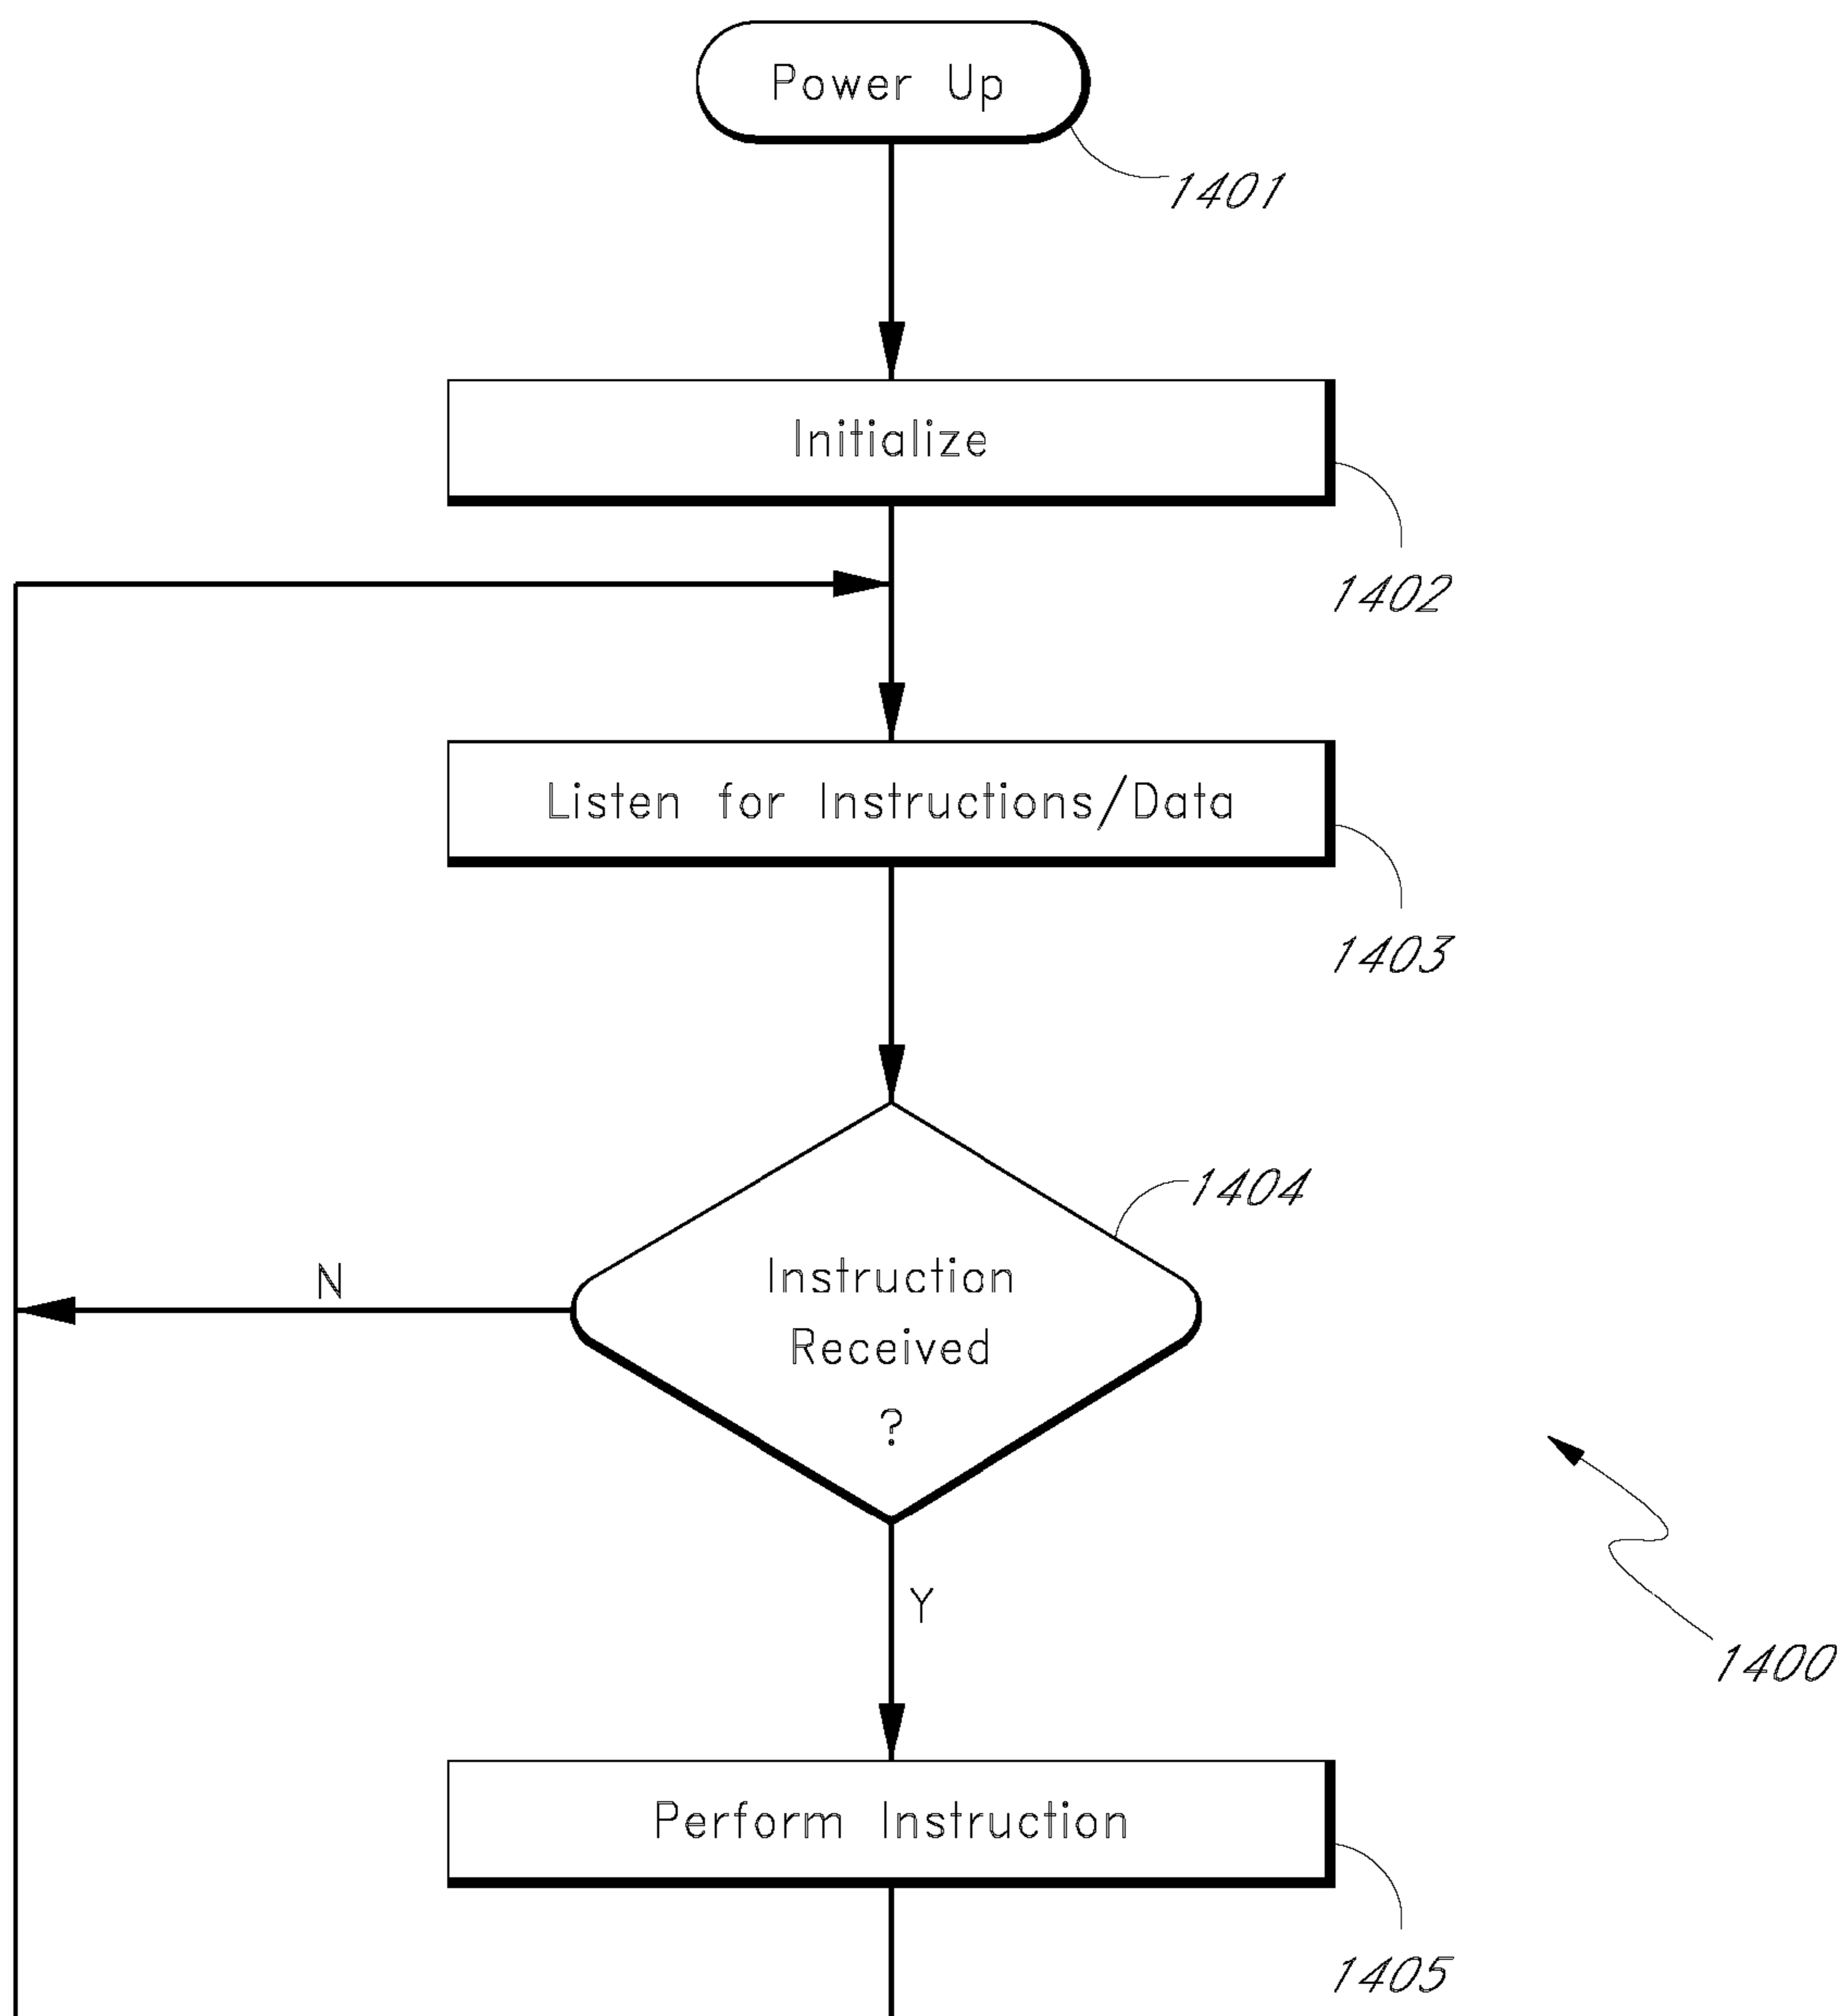 Power Up
1401
Initialize
1402
Listen for Instructions/Data
1403
1404
Instruction
Received
?
N
Y
1400
Perform Instruction
1405